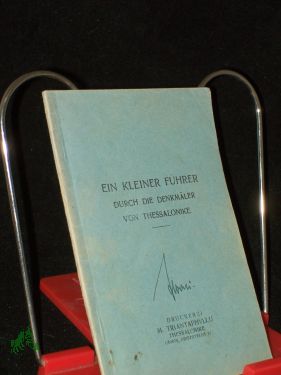 EIN KLEINER FÜHRER
DURCH DIE DENKMÄLER
VON THESSALONIKE
DRUCKEREI
M. TRIANTAPHYLLU
THESSALONIKE